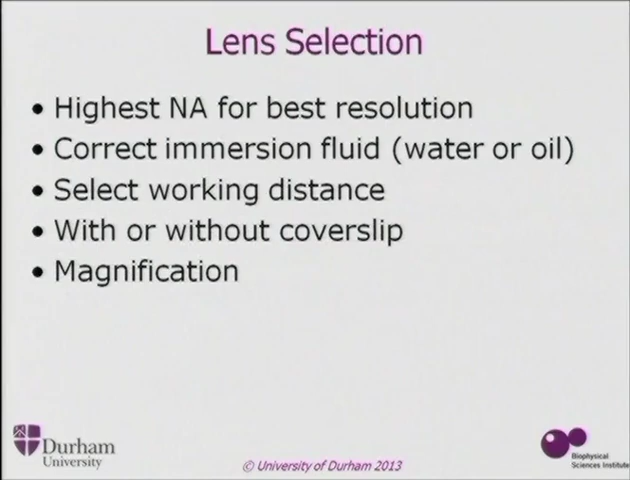 Lens Selection
• Highest NA for best resolution
• Correct immersion fluid (water or oil)
• Select working distance
• With or without coverslip
• Magnification
Durham
University
© University of Durham 2013
Biophysical
Sciences Institute